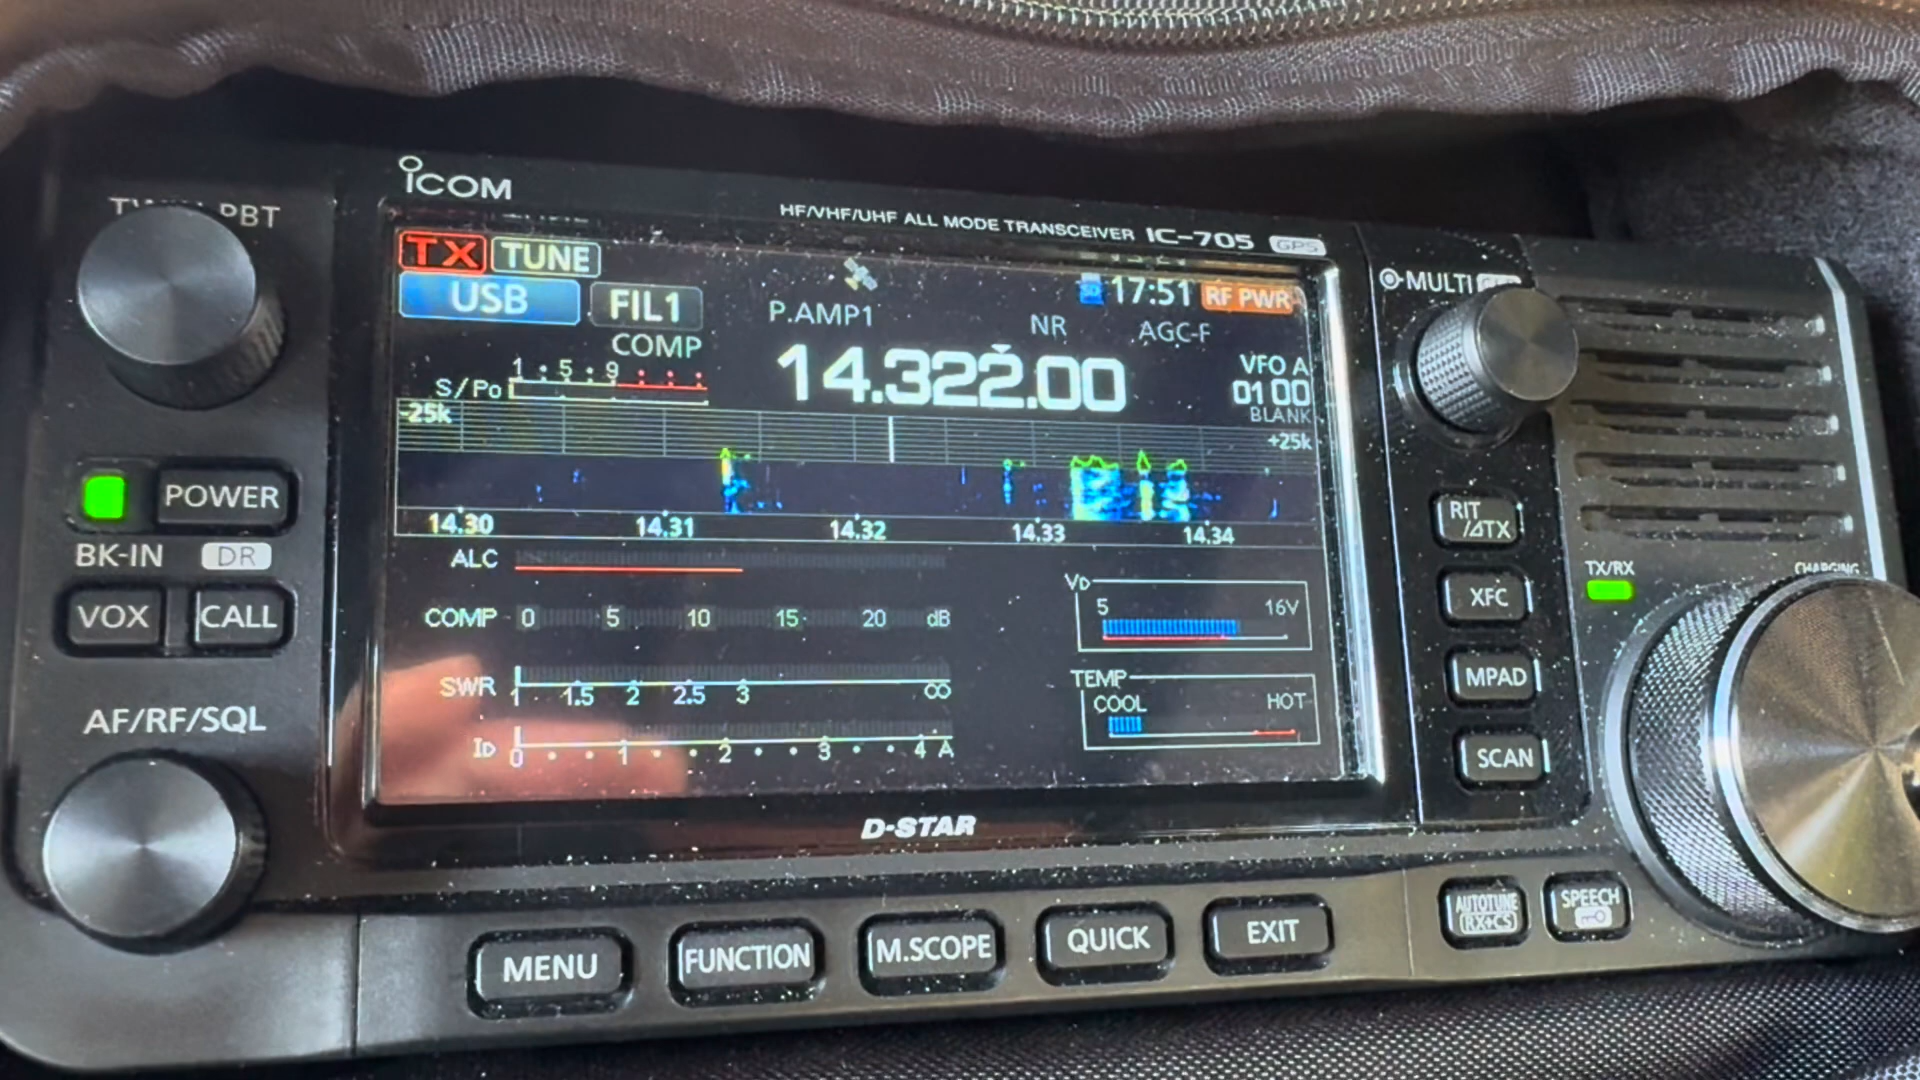 ICOM
HF/VHF/UHF ALL MODE TRANSCEIVER IC-705 GPS
TWIN PBT
MULTI
TX TUNE
17:51 RF PWR
USB FIL1 P.AMP1 NR AGC-F
COMP
14.322.00
VFO A
01 00
BLANK
S/Po 1 5 9
-25k
+25k
14.30 14.31 14.32 14.33 14.34
ALC
COMP 0 5 10 15 20 dB
SWR 1 1.5 2 2.5 3 ∞
ID 0 1 2 3 4 A
VD
5 16V
TEMP
COOL HOT
POWER
BK-IN DR
VOX CALL
AF/RF/SQL
RIT
/ΔTX
XFC
MPAD
SCAN
TX/RX
CHARGING
D-STAR
MENU FUNCTION M.SCOPE QUICK EXIT
AUTOTUNE
RX→CS
SPEECH